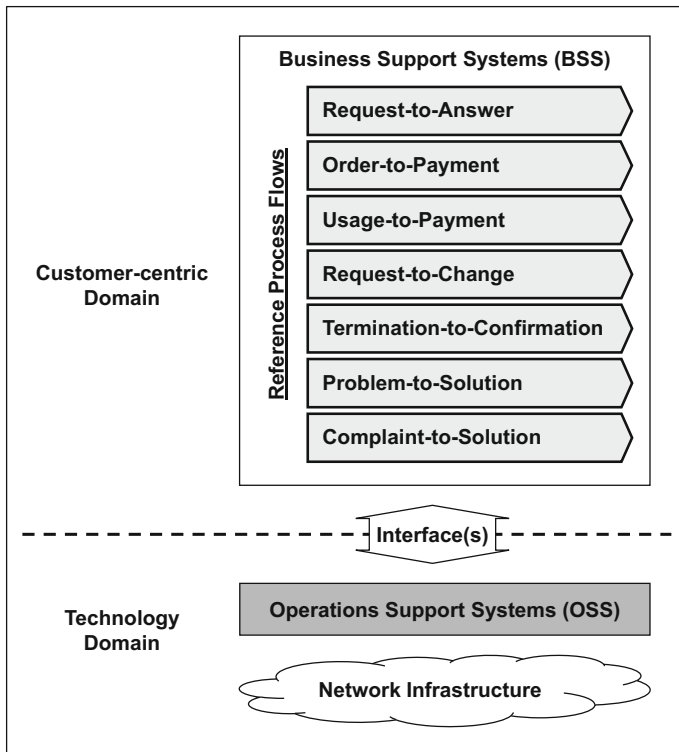 Business Support Systems (BSS)
Reference Process Flows
Request-to-Answer
Order-to-Payment
Usage-to-Payment
Request-to-Change
Termination-to-Confirmation
Problem-to-Solution
Complaint-to-Solution
Customer-centric
Domain
Interface(s)
Technology
Domain
Operations Support Systems (OSS)
Network Infrastructure